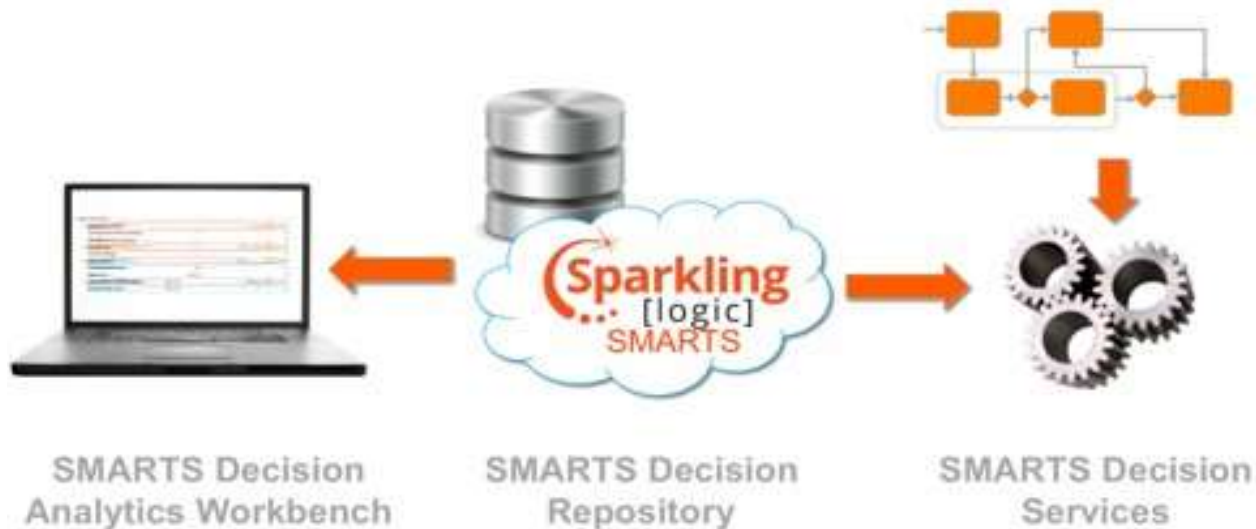 Sparkling
[logic]
SMARTS
SMARTS Decision
Analytics Workbench
SMARTS Decision
Repository
SMARTS Decision
Services